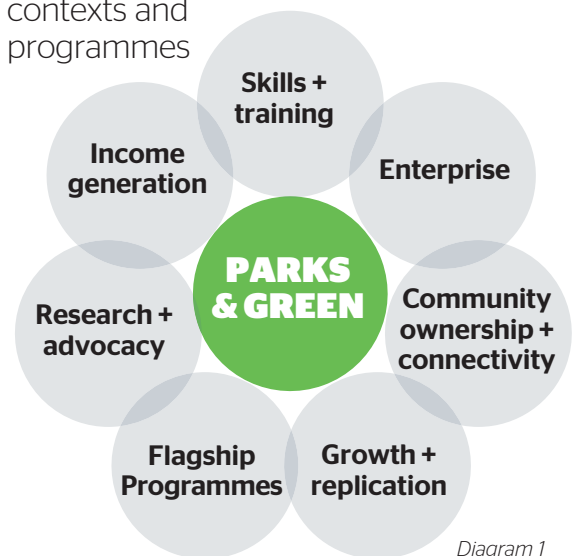 contexts and
programmes
Skills +
training
Income
generation
Enterprise
PARKS
& GREEN
Research +
advocacy
Community
ownership +
connectivity
Flagship
Programmes
Growth +
replication
Diagram 1